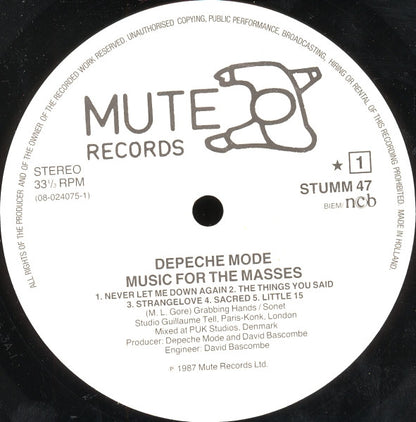 ALL RIGHTS OF THE PRODUCER AND OF THE OWNER OF THE RECORDED WORK RESERVED. UNAUTHORISED COPYING, PUBLIC PERFORMANCE, BROADCASTING, HIRING OR RENTAL OF THIS RECORDING PROHIBITED. MADE IN HOLLAND.
MUTE
RECORDS
STEREO
33⅓ RPM
(08-024075-1)
★ 1
STUMM 47
BIEM/ncb
DEPECHE MODE
MUSIC FOR THE MASSES
1. NEVER LET ME DOWN AGAIN 2. THE THINGS YOU SAID
3. STRANGELOVE 4. SACRED 5. LITTLE 15
(M. L. Gore) Grabbing Hands / Sonet
Studio Guillaume Tell, Paris-Konk, London
Mixed at PUK Studios, Denmark
Producer: Depeche Mode and David Bascombe
Engineer: David Bascombe
℗ 1987 Mute Records Ltd.